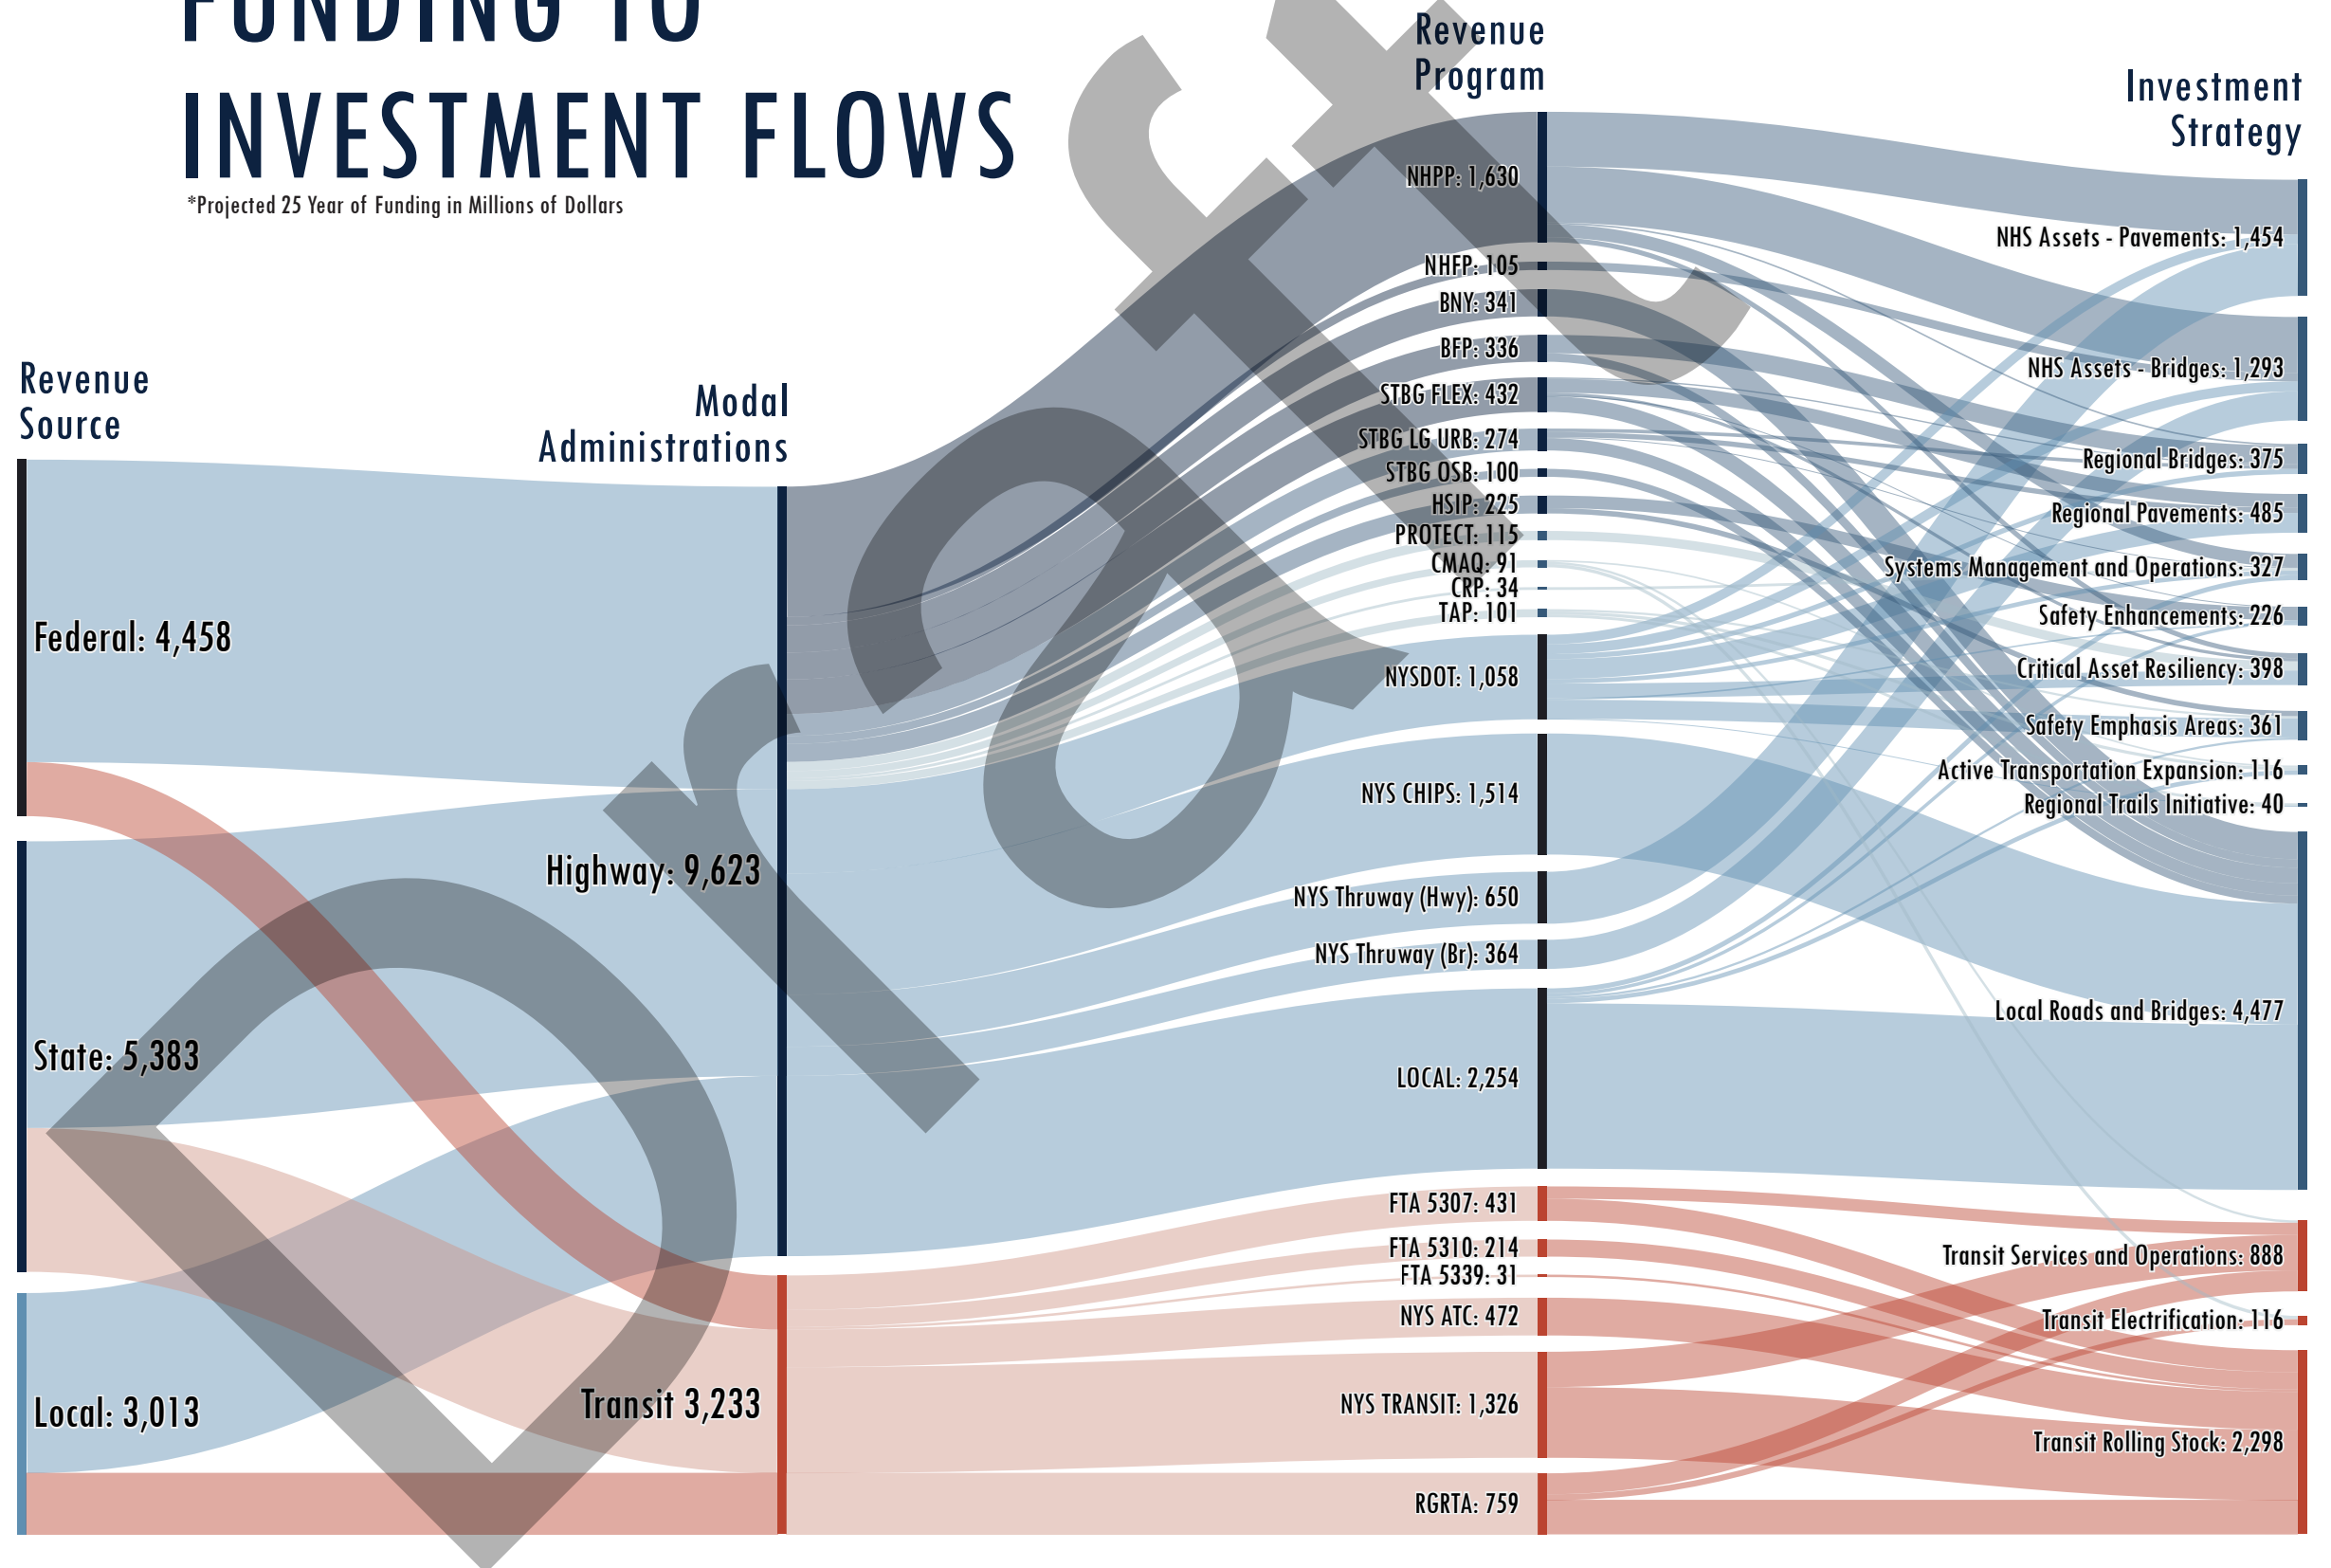 FUNDING TO
INVESTMENT FLOWS
*Projected 25 Year of Funding in Millions of Dollars
Revenue
Source
Federal: 4,458
State: 5,383
Local: 3,013
Modal
Administrations
Highway: 9,623
Transit 3,233
Revenue
Program
NHPP: 1,630
NHFP: 105
BNY: 341
BFP: 336
STBG FLEX: 432
STBG LG URB: 274
STBG OSB: 100
HSIP: 225
PROTECT: 115
CMAQ: 91
CRP: 34
TAP: 101
NYSDOT: 1,058
NYS CHIPS: 1,514
NYS Thruway (Hwy): 650
NYS Thruway (Br): 364
LOCAL: 2,254
FTA 5307: 431
FTA 5310: 214
FTA 5339: 31
NYS ATC: 472
NYS TRANSIT: 1,326
RGRTA: 759
Investment
Strategy
NHS Assets - Pavements: 1,454
NHS Assets - Bridges: 1,293
Regional Bridges: 375
Regional Pavements: 485
Systems Management and Operations: 327
Safety Enhancements: 226
Critical Asset Resiliency: 398
Safety Emphasis Areas: 361
Active Transportation Expansion: 116
Regional Trails Initiative: 40
Local Roads and Bridges: 4,477
Transit Services and Operations: 888
Transit Electrification: 116
Transit Rolling Stock: 2,298
Draft